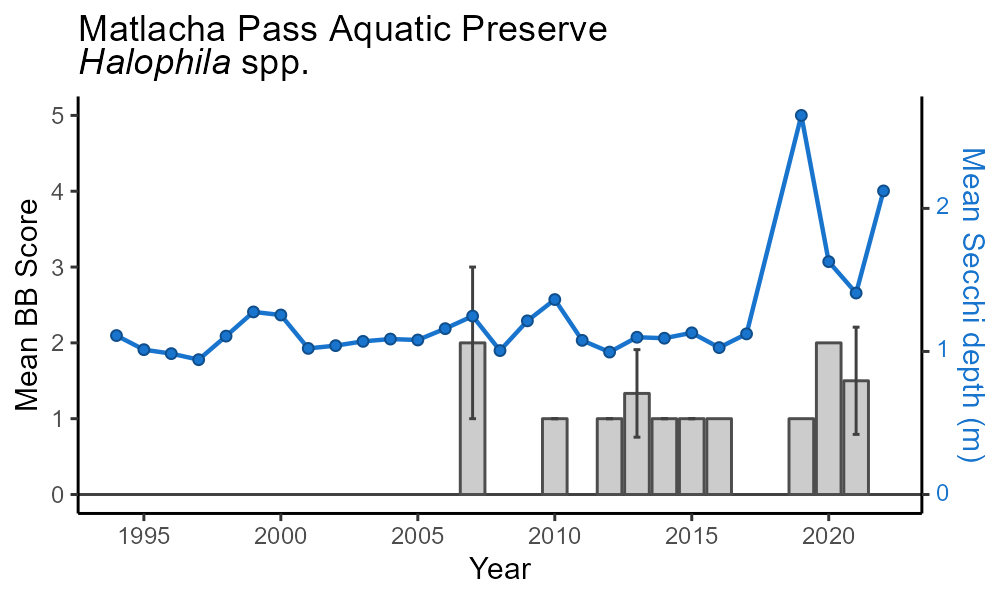 Matlacha Pass Aquatic Preserve
Halophila spp.
Mean BB Score
5
4
3
2
1
0
2
1
0
Mean Secchi depth (m)
1995 2000 2005 2010 2015 2020
Year